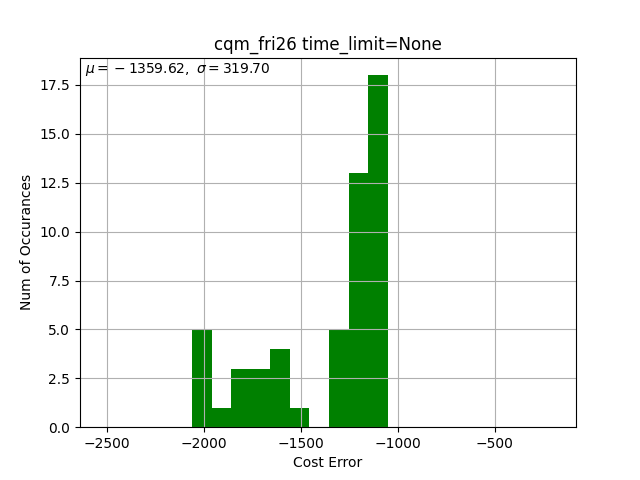 cqm_fri26 time_limit=None
μ = −1359.62, σ = 319.70
17.5
15.0
12.5
10.0
7.5
5.0
2.5
0.0
Num of Occurances
−2500 −2000 −1500 −1000 −500
Cost Error